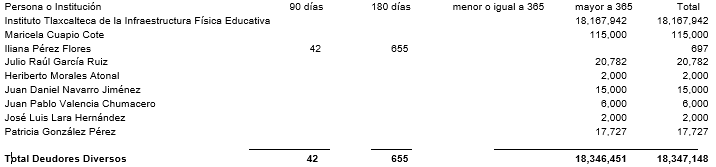 Persona o Institución 90 días 180 días menor o igual a 365 mayor a 365 Total
Instituto Tlaxcalteca de la Infraestructura Física Educativa 18,167,942 18,167,942
Maricela Cuapio Cote 115,000 115,000
Iliana Pérez Flores 42 655 697
Julio Raúl García Ruiz 20,782 20,782
Heriberto Morales Atonal 2,000 2,000
Juan Daniel Navarro Jiménez 15,000 15,000
Juan Pablo Valencia Chumacero 6,000 6,000
José Luis Lara Hernández 2,000 2,000
Patricia González Pérez 17,727 17,727
Total Deudores Diversos 42 655 18,346,451 18,347,148